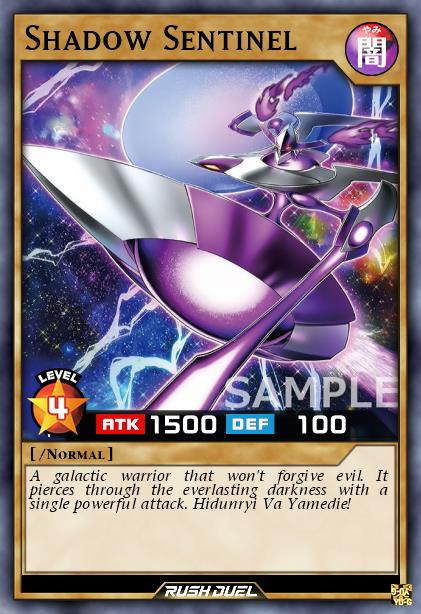 SHADOW SENTINEL
やみ
闇
SAMPLE
LEVEL
4
ATK 1500 DEF 100
[/NORMAL]
A galactic warrior that won't forgive evil. It
pierces through the everlasting darkness with a
single powerful attack. Hidunryi Va Yamedie!
RUSH DUEL